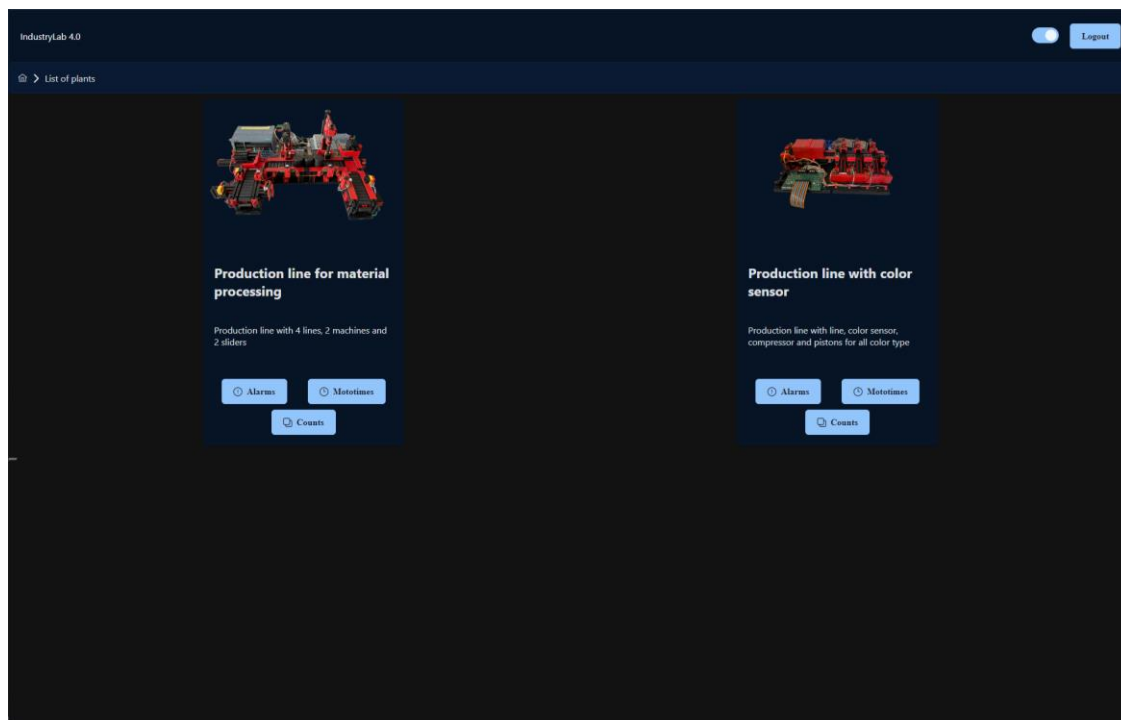 IndustryLab 4.0
Logout
List of plants
Production line for material
processing
Production line with 4 lines, 2 machines and
2 sliders
Alarms
Mototimes
Counts
Production line with color
sensor
Production line with line, color sensor,
compressor and pistons for all color type
Alarms
Mototimes
Counts